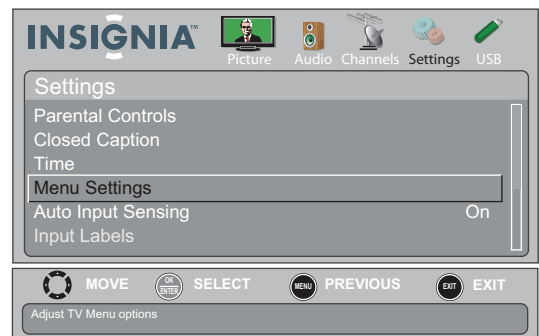 INSIGNIA™
Picture Audio Channels Settings USB
Settings
Parental Controls
Closed Caption
Time
Menu Settings
Auto Input Sensing On
Input Labels
MOVE OK ENTER SELECT MENU PREVIOUS EXIT EXIT
Adjust TV Menu options